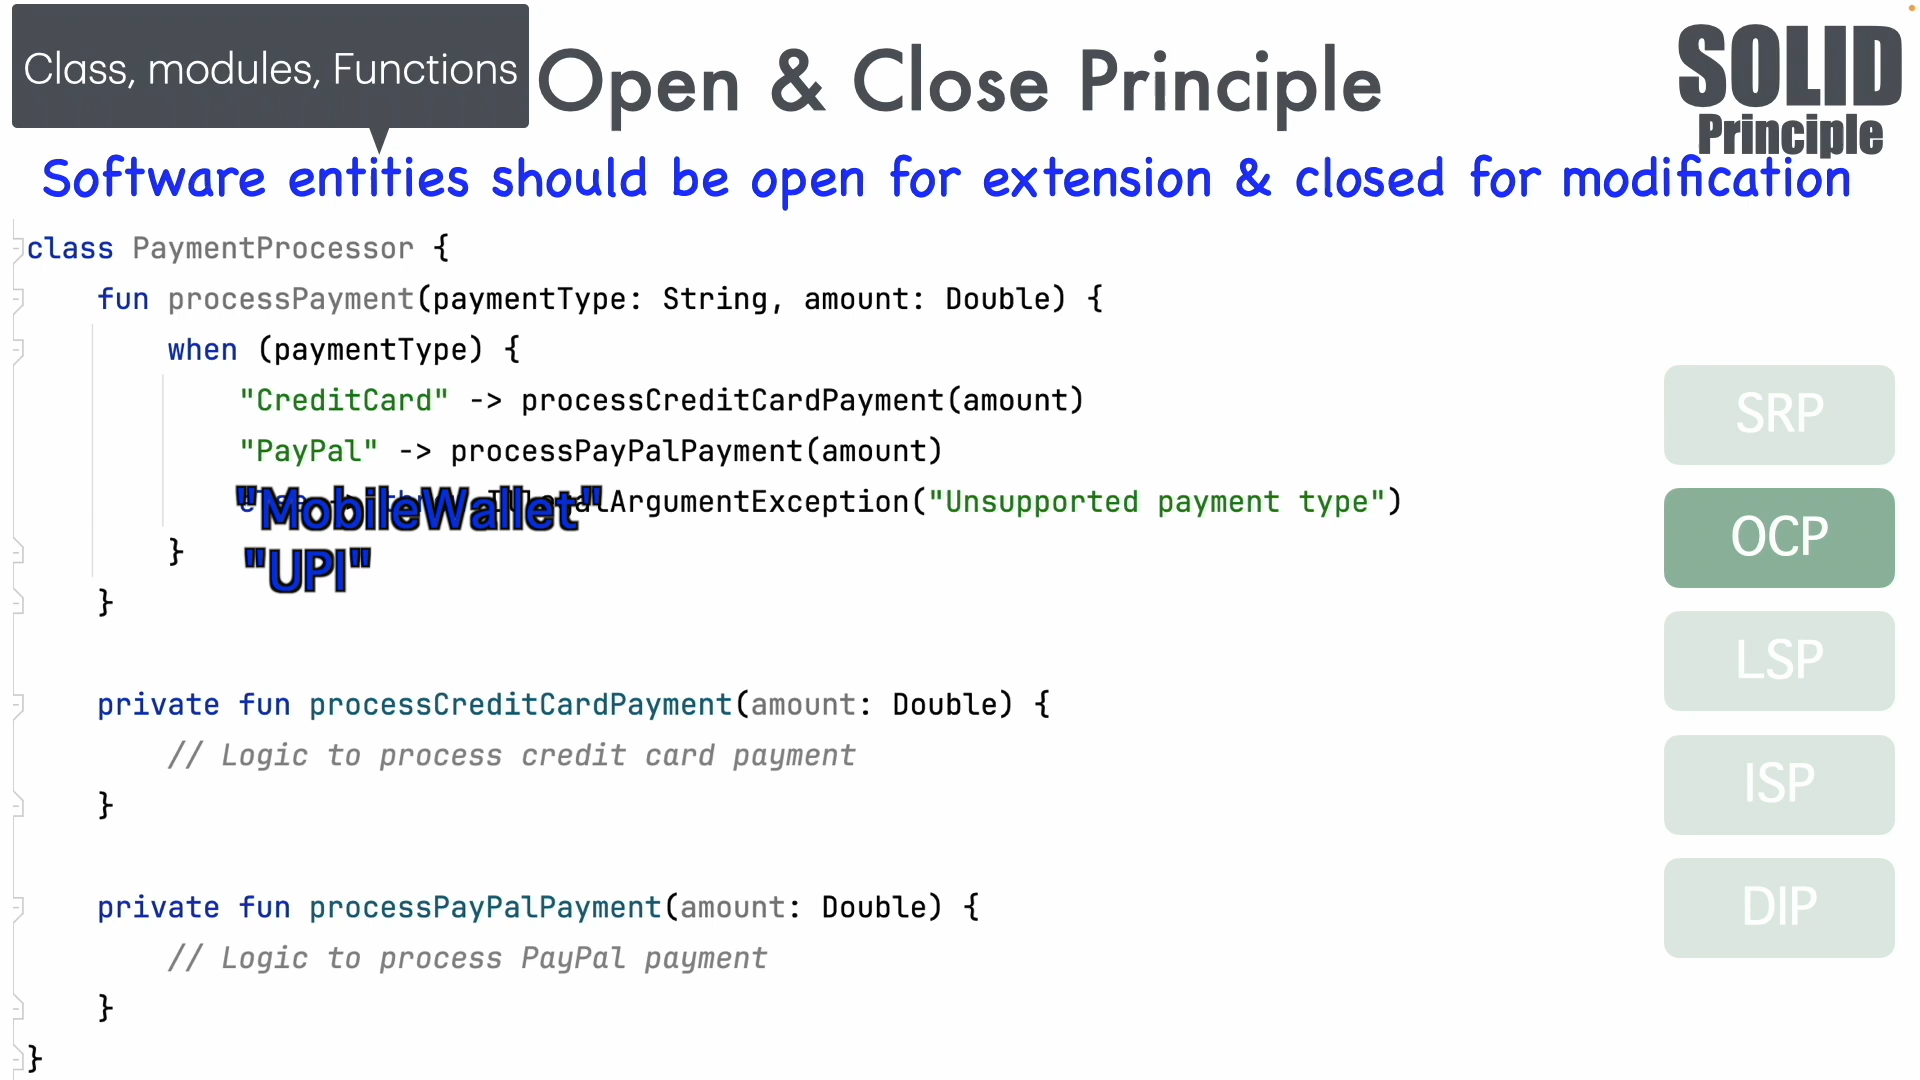 Class, modules, Functions
Open & Close Principle
SOLID
Principle
Software entities should be open for extension & closed for modification
class PaymentProcessor {
fun processPayment(paymentType: String, amount: Double) {
when (paymentType) {
"CreditCard" -> processCreditCardPayment(amount)
"PayPal" -> processPayPalPayment(amount)
"MobileWallet"
ArgumentException("Unsupported payment type")
}
"UPI"
}
private fun processCreditCardPayment(amount: Double) {
// Logic to process credit card payment
}
private fun processPayPalPayment(amount: Double) {
// Logic to process PayPal payment
}
}
SRP
OCP
LSP
ISP
DIP